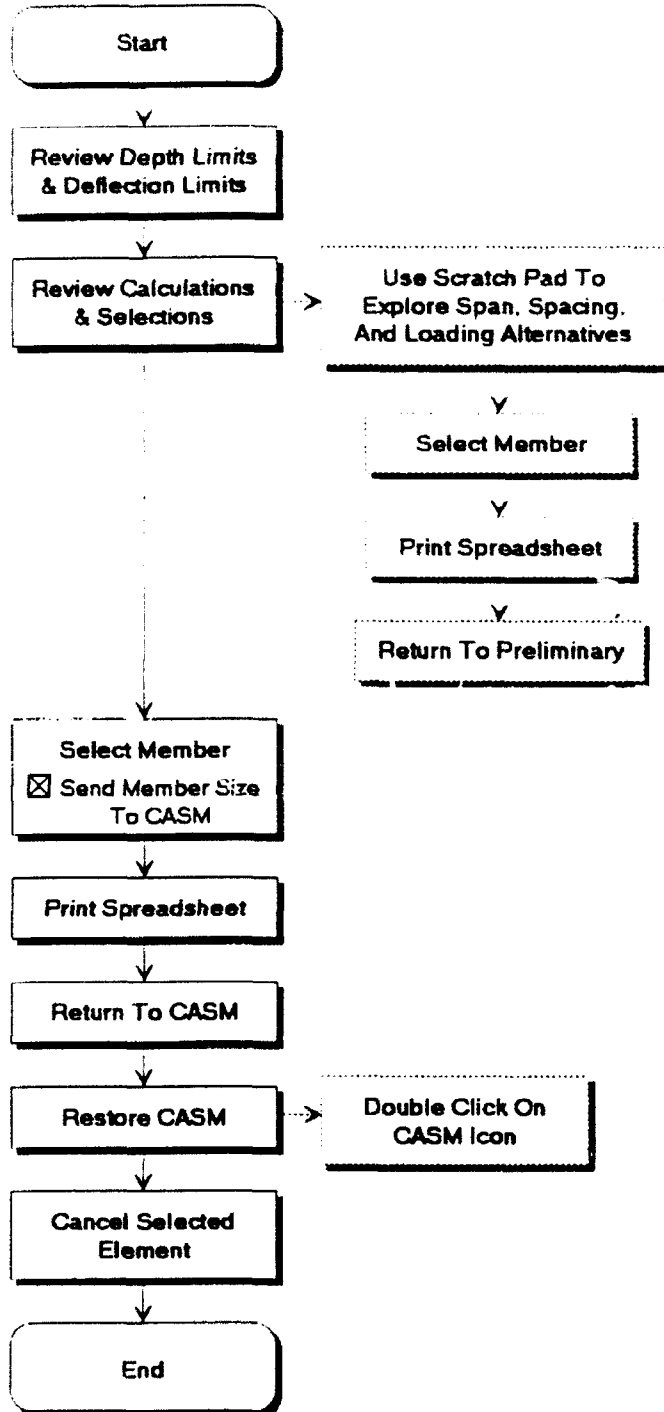 Start
Review Depth Limits
& Deflection Limits
Review Calculations
& Selections
Use Scratch Pad To
Explore Span, Spacing,
And Loading Alternatives
Select Member
Print Spreadsheet
Return To Preliminary
Select Member
Send Member Size
To CASM
Print Spreadsheet
Return To CASM
Restore CASM
Double Click On
CASM Icon
Cancel Selected
Element
End